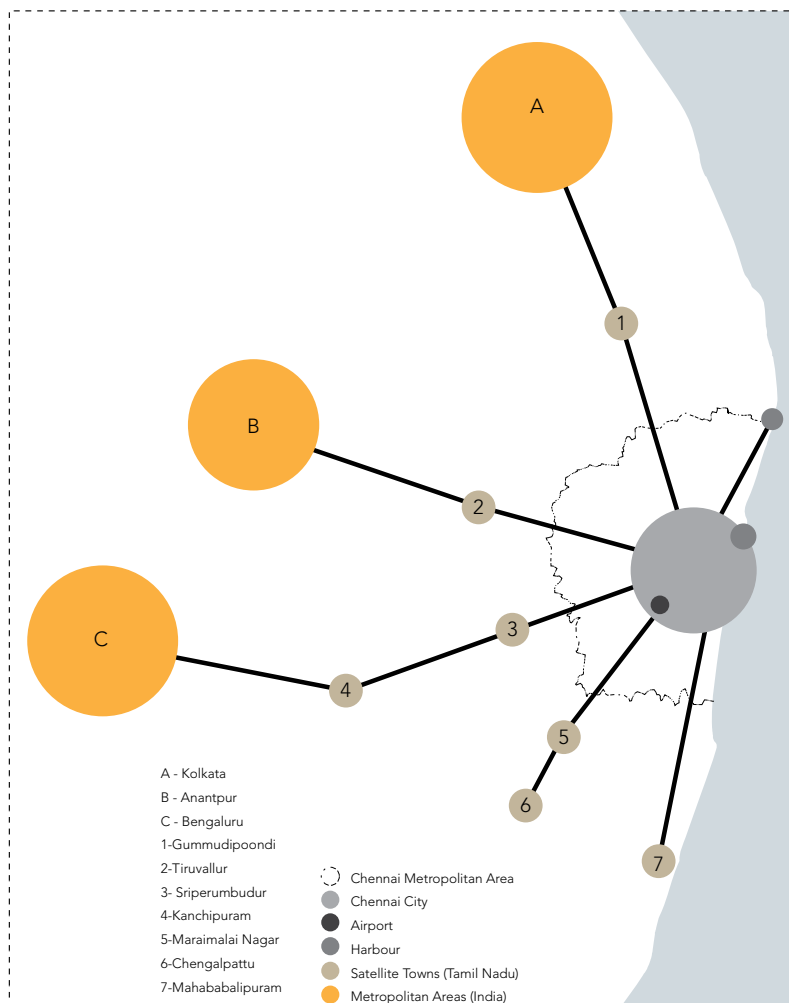 A
1
B
2
3
C
4
5
6
7
A - Kolkata
B - Anantpur
C - Bengaluru
1-Gummudipoondi
2-Tiruvallur
3- Sriperumbudur
4-Kanchipuram
5-Maraimalai Nagar
6-Chengalpattu
7-Mahababalipuram
Chennai Metropolitan Area
Chennai City
Airport
Harbour
Satellite Towns (Tamil Nadu)
Metropolitan Areas (India)